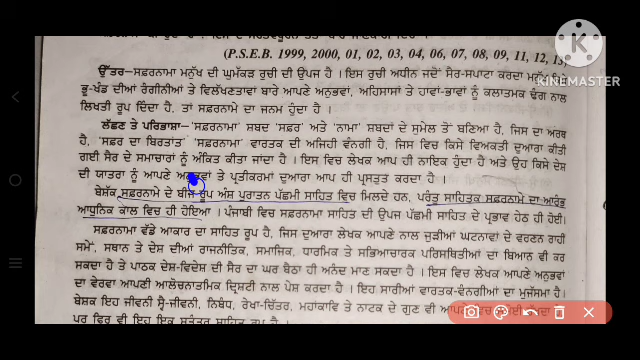 (P.S.E.B. 1999, 2000, 01, 02, 03, 04, 06, 07, 08, 09, 11, 12, 13)
KINEMASTER
ਉੱਤਰ–ਸਫ਼ਰਨਾਮਾ ਮਨੁੱਖ ਦੀ ਘੁਮੱਕੜ ਰੁਚੀ ਦੀ ਉਪਜ ਹੈ । ਇਸ ਰੁਚੀ ਅਧੀਨ ਜਦੋਂ ਸੈਰ-ਸਪਾਟਾ ਕਰਦਾ ਮਨੁੱਖ
ਭੂ-ਖੰਡ ਦੀਆਂ ਰੰਗੀਨੀਆਂ ਤੇ ਵਿਲੱਖਣਤਾਵਾਂ ਬਾਰੇ ਆਪਣੇ ਅਨੁਭਵਾਂ, ਅਹਿਸਾਸਾਂ ਤੇ ਹਾਵਾਂ-ਭਾਵਾਂ ਨੂੰ ਕਲਾਤਮਕ ਢੰਗ ਨਾਲ
ਲਿਖਤੀ ਰੂਪ ਦਿੰਦਾ ਹੈ, ਤਾਂ ਸਫ਼ਰਨਾਮਾ ਦਾ ਜਨਮ ਹੁੰਦਾ ਹੈ ।
ਲੱਛਣ ਤੇ ਪਰਿਭਾਸ਼ਾ–'ਸਫ਼ਰਨਾਮਾ' ਸ਼ਬਦ 'ਸਫ਼ਰ' ਅਤੇ 'ਨਾਮਾ' ਸ਼ਬਦਾਂ ਦੇ ਸੁਮੇਲ ਤੋਂ ਬਣਿਆ ਹੈ, ਜਿਸ ਦਾ ਅਰਥ
ਹੈ, 'ਸਫ਼ਰ ਦਾ ਬਿਰਤਾਂਤ' 'ਸਫ਼ਰਨਾਮਾ' ਵਾਰਤਕ ਦੀ ਅਜਿਹੀ ਵੰਨਗੀ ਹੈ, ਜਿਸ ਵਿਚ ਕਿਸੇ ਵਿਅਕਤੀ ਦੁਆਰਾ ਕੀਤੀ
ਗਈ ਸੈਰ ਦੇ ਸਮਾਚਾਰਾਂ ਨੂੰ ਅੰਕਿਤ ਕੀਤਾ ਜਾਂਦਾ ਹੈ । ਇਸ ਵਿਚ ਲੇਖਕ ਆਪ ਹੀ ਨਾਇਕ ਹੁੰਦਾ ਹੈ ਅਤੇ ਉਹ ਕਿਸੇ ਦੇਸ਼
ਦੀ ਯਾਤਰਾ ਨੂੰ ਆਪਣੇ ਤੇ ਪ੍ਰਤੀਕਰਮਾਂ ਦੁਆਰਾ ਆਪ ਹੀ ਪ੍ਰਸਤੁਤ ਕਰਦਾ ਹੈ ।
ਬੇਸ਼ੱਕ ਸਫ਼ਰਨਾਮੇ ਦੇ ਬੀਜ ਰੂਪ ਅੰਸ਼ ਪੁਰਾਤਨ ਪੱਛਮੀ ਸਾਹਿਤ ਵਿਚ ਮਿਲਦੇ ਹਨ, ਪਰੰਤੂ ਸਾਹਿਤਕ ਸਫ਼ਰਨਾਮੇ ਦਾ ਆਰੰਭ
ਆਧੁਨਿਕ ਕਾਲ ਵਿਚ ਹੀ ਹੋਇਆ । ਪੰਜਾਬੀ ਵਿਚ ਸਫ਼ਰਨਾਮਾ ਸਾਹਿਤ ਦੀ ਉਪਜ ਪੱਛਮੀ ਸਾਹਿਤ ਦੇ ਪ੍ਰਭਾਵ ਹੇਠ ਹੀ ਹੋਈ।
ਸਫ਼ਰਨਾਮਾ ਵੱਡੇ ਆਕਾਰ ਦਾ ਸਾਹਿਤ ਰੂਪ ਹੈ, ਜਿਸ ਦੁਆਰਾ ਲੇਖਕ ਆਪਣੇ ਨਾਲ ਜੁੜੀਆਂ ਘਟਨਾਵਾਂ ਦੇ ਵਰਣਨ ਰਾਹੀਂ
ਸਮੇਂ, ਸਥਾਨ ਤੇ ਦੇਸ਼ ਦੀਆਂ ਰਾਜਨੀਤਿਕ, ਸਮਾਜਿਕ, ਧਾਰਮਿਕ ਤੇ ਸਭਿਆਚਾਰਕ ਪਰਿਸਥਿਤੀਆਂ ਦਾ ਬਿਆਨ ਵੀ ਕਰ
ਸਕਦਾ ਹੈ ਤੇ ਪਾਠਕ ਦੇਸ਼-ਵਿਦੇਸ਼ ਦੀ ਸੈਰ ਦਾ ਘਰ ਬੈਠਾ ਹੀ ਅਨੰਦ ਮਾਣ ਸਕਦਾ ਹੈ । ਇਸ ਵਿਚ ਲੇਖਕ ਆਪਣੇ ਅਨੁਭਵਾਂ
ਦਾ ਵੇਰਵਾ ਆਪਣੀ ਆਲੋਚਨਾਤਮਿਕ ਦ੍ਰਿਸ਼ਟੀ ਨਾਲ ਪੇਸ਼ ਕਰਦਾ ਹੈ । ਇਹ ਸਾਰੀਆਂ ਵਾਰਤਕ-ਵੰਨਗੀਆਂ ਦਾ ਮੁਜੱਸਮਾ ਹੈ।
ਬੇਸ਼ਕ ਇਹ ਜੀਵਨੀ ਸ੍ਵੈ-ਜੀਵਨੀ, ਨਿਬੰਧ, ਰੇਖਾ-ਚਿੱਤਰ, ਮਹਾਂਕਾਵਿ ਤੇ ਨਾਟਕ ਦੇ ਗੁਣ ਵੀ ਆਪਣੇ
ਪਰ ਫਿਰ ਵੀ ਇਹ ਇਕ ਸੁਤੰਤਰ ਸਾਹਿਤ ਰੂਪ ਹੈ ।